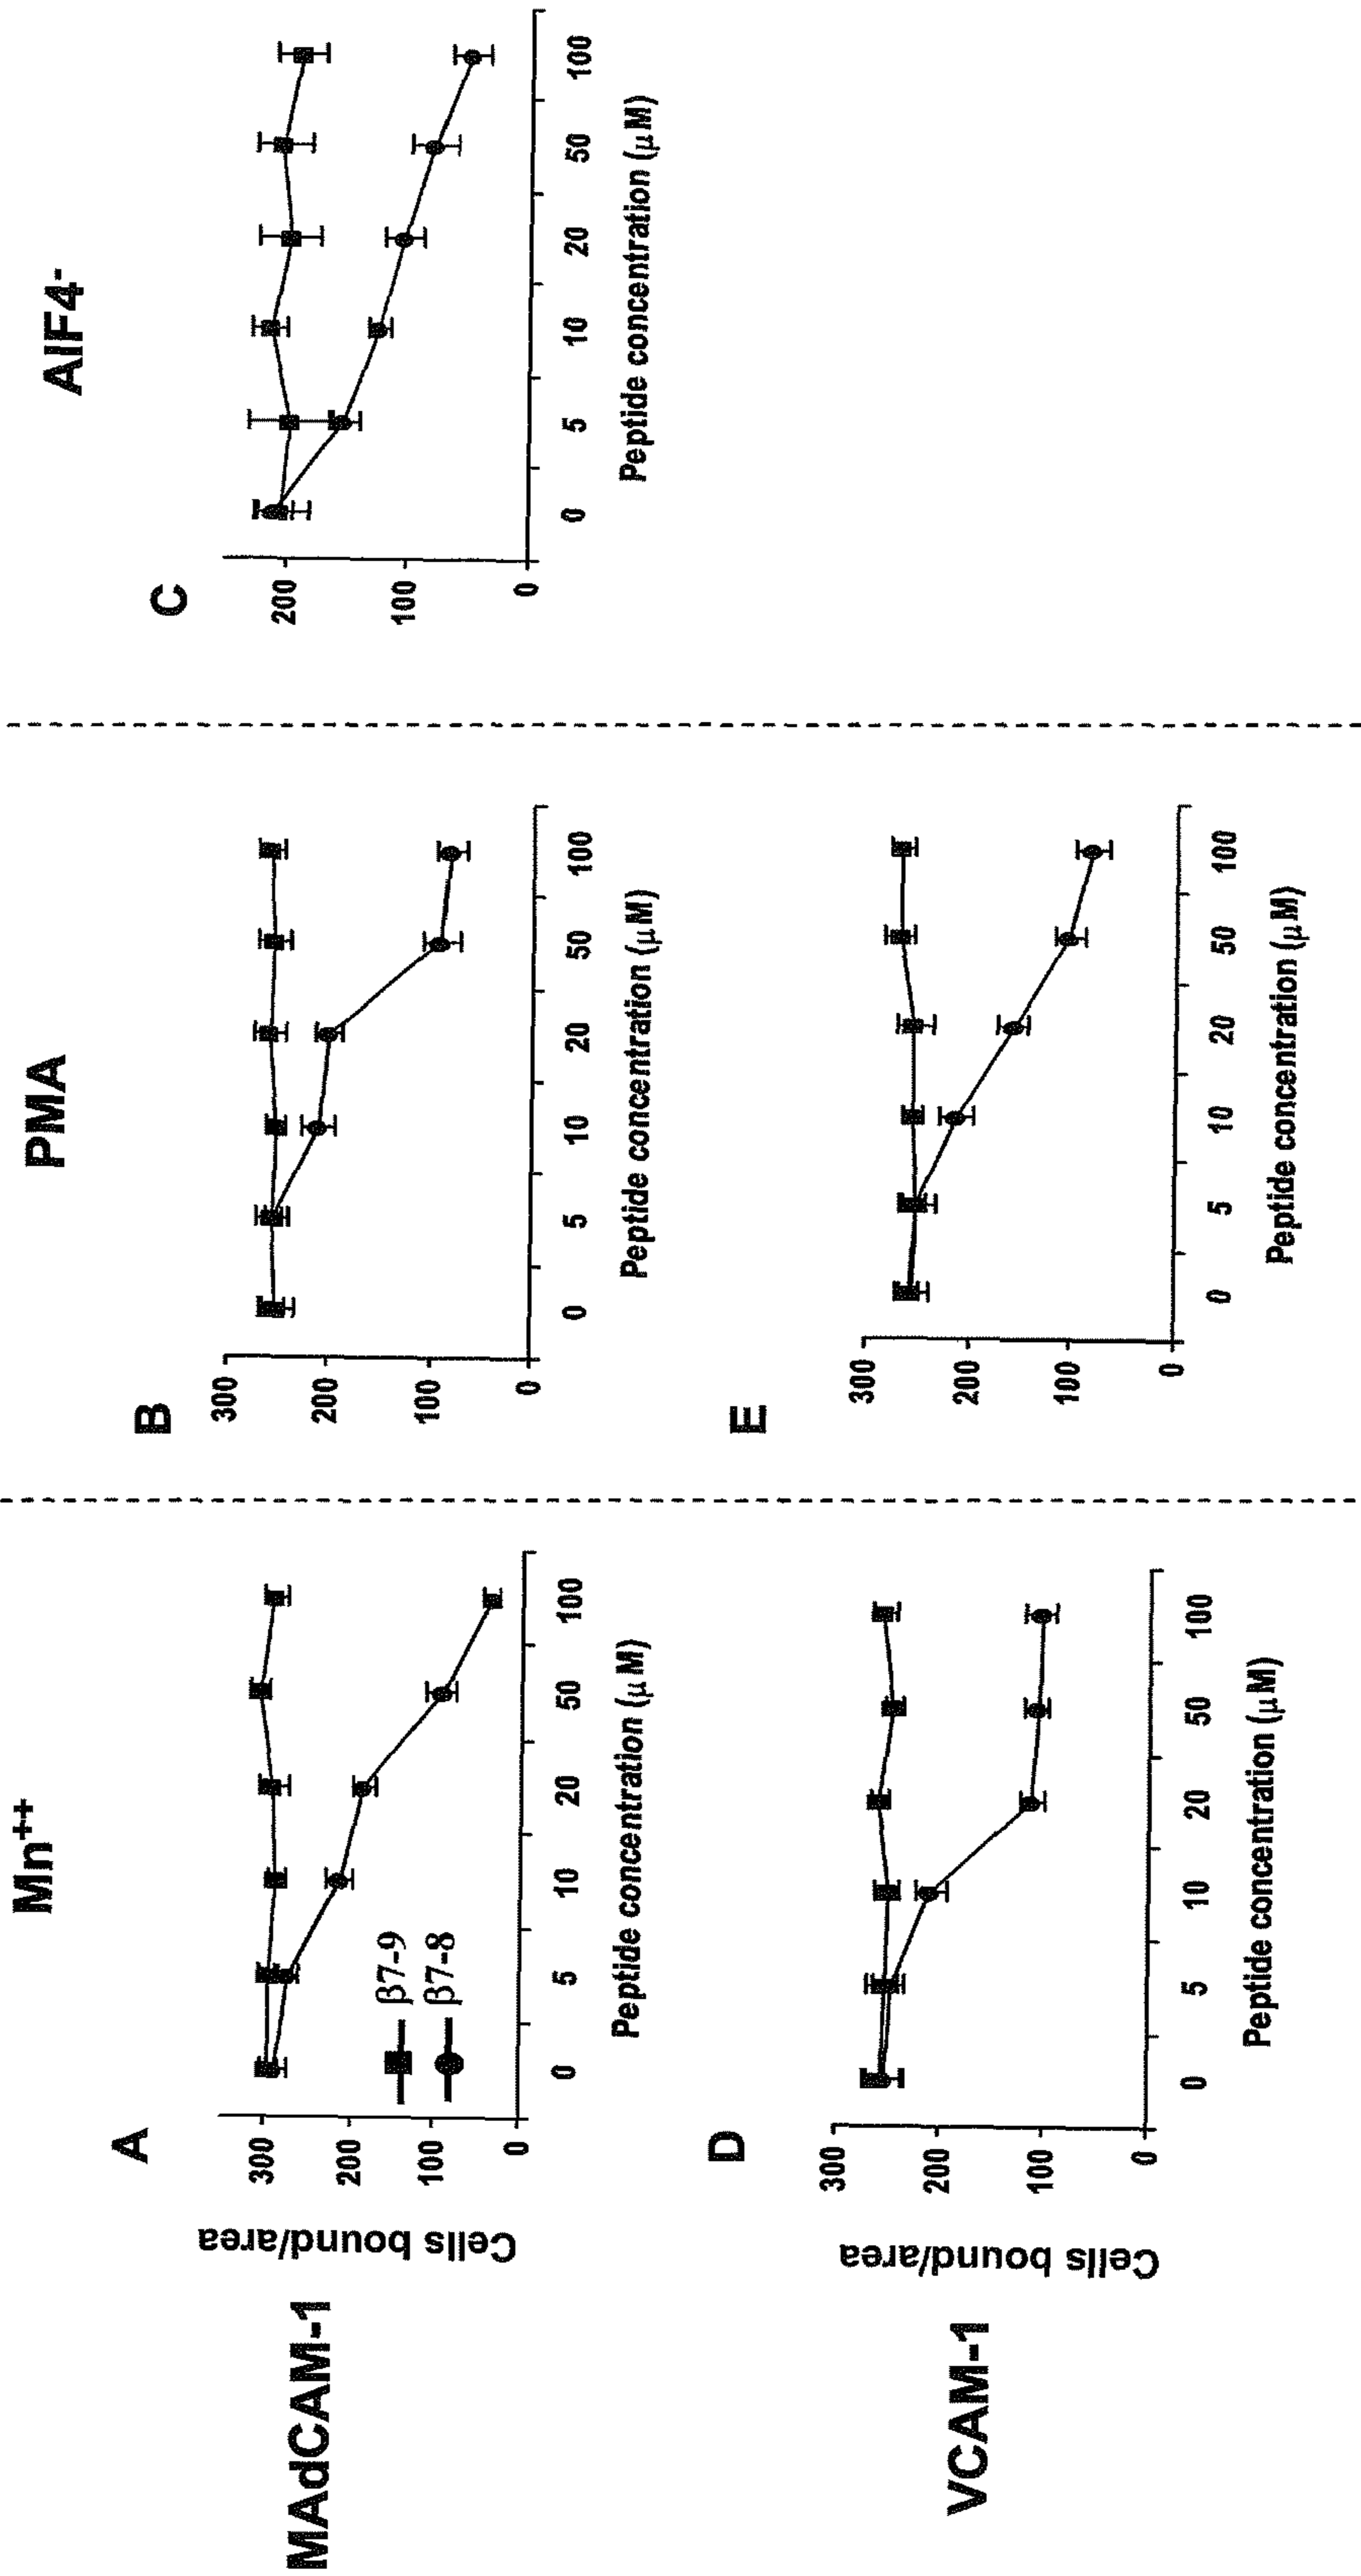 Mn++ PMA AIF4-
A B C
MAdCAM-1
Cells bound/area
300
200
100
0
β7-9
β7-8
0 5 10 20 50 100
Peptide concentration (μM)
300
200
100
0
0 5 10 20 50 100
Peptide concentration (μM)
200
100
0
0 5 10 20 50 100
Peptide concentration (μM)
D E
VCAM-1
Cells bound/area
300
200
100
0
0 5 10 20 50 100
Peptide concentration (μM)
300
200
100
0
0 5 10 20 50 100
Peptide concentration (μM)